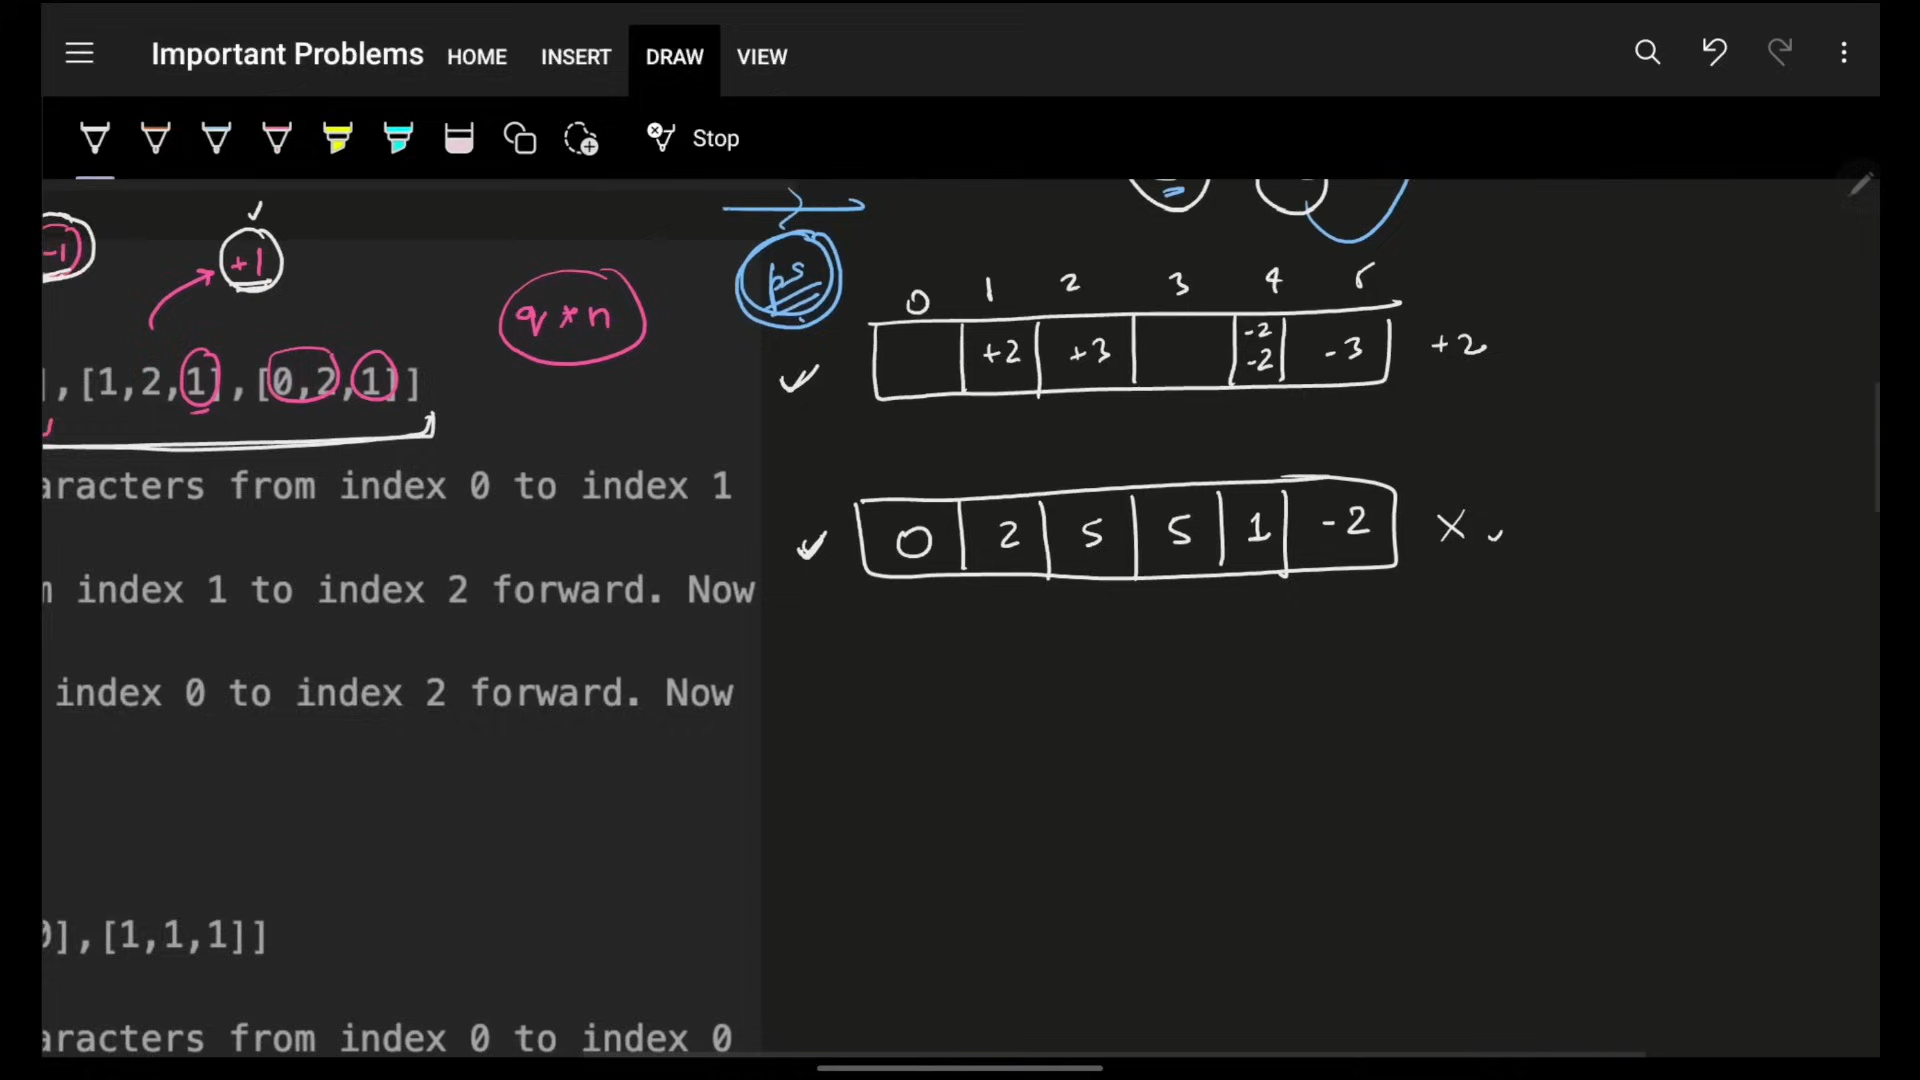 Important Problems HOME INSERT DRAW VIEW
Stop
-1
+1
q * n
ps
0 1 2 3 4 5
+2 +3 -2 -2 -3 +2
],[1,2,1],[0,2,1]]
aracters from index 0 to index 1
0 2 5 5 1 -2 X
index 1 to index 2 forward. Now
index 0 to index 2 forward. Now
0],[1,1,1]]
aracters from index 0 to index 0